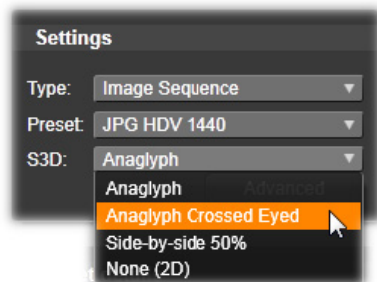 Settings
Type: Image Sequence
Preset: JPG HDV 1440
S3D: Anaglyph
Anaglyph Advanced
Anaglyph Crossed Eyed
Side-by-side 50%
None (2D)